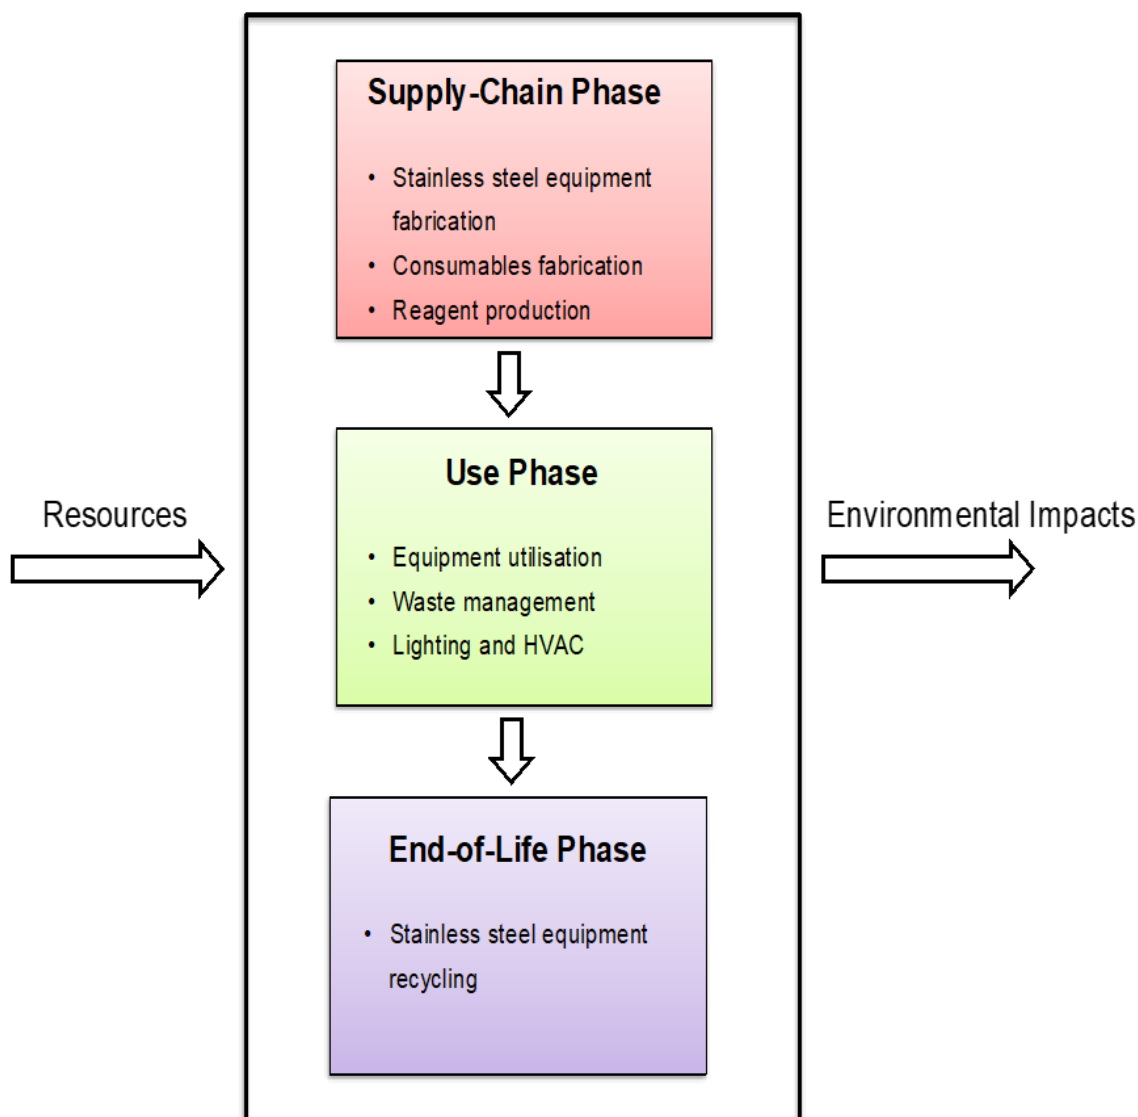 Supply-Chain Phase
• Stainless steel equipment
fabrication
• Consumables fabrication
• Reagent production
Use Phase
• Equipment utilisation
• Waste management
• Lighting and HVAC
Resources
Environmental Impacts
End-of-Life Phase
• Stainless steel equipment
recycling